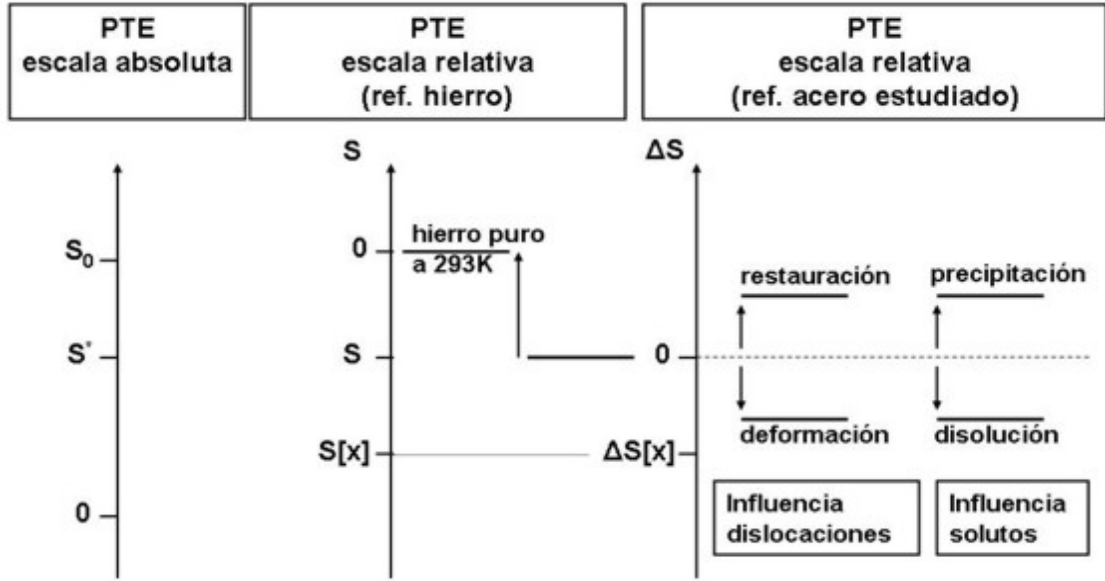 PTE
escala absoluta
PTE
escala relativa
(ref. hierro)
PTE
escala relativa
(ref. acero estudiado)
S₀
S*
0
S
0
hierro puro
a 293K
S
S[x]
ΔS
0
ΔS[x]
restauración
precipitación
deformación
disolución
Influencia
dislocaciones
Influencia
solutos